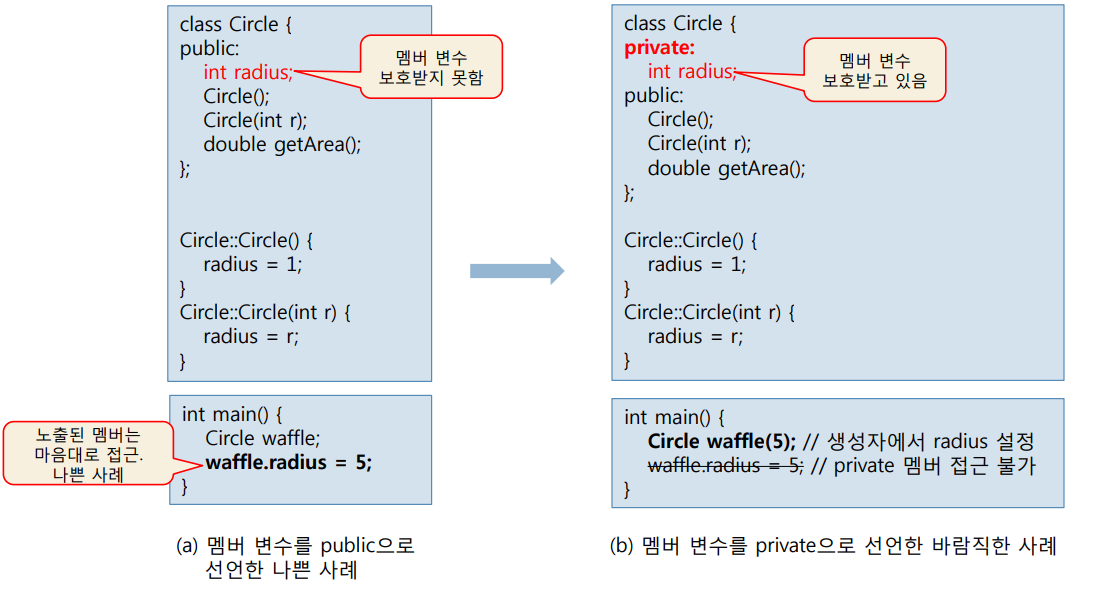 class Circle {
public:
int radius;
Circle();
Circle(int r);
double getArea();
};
멤버 변수
보호받지 못함
Circle::Circle() {
radius = 1;
}
Circle::Circle(int r) {
radius = r;
}
int main() {
Circle waffle;
waffle.radius = 5;
}
노출된 멤버는
마음대로 접근.
나쁜 사례
(a) 멤버 변수를 public으로
선언한 나쁜 사례
class Circle {
private:
int radius;
public:
Circle();
Circle(int r);
double getArea();
};
멤버 변수
보호받고 있음
Circle::Circle() {
radius = 1;
}
Circle::Circle(int r) {
radius = r;
}
int main() {
Circle waffle(5); // 생성자에서 radius 설정
waffle.radius = 5; // private 멤버 접근 불가
}
(b) 멤버 변수를 private으로 선언한 바람직한 사례